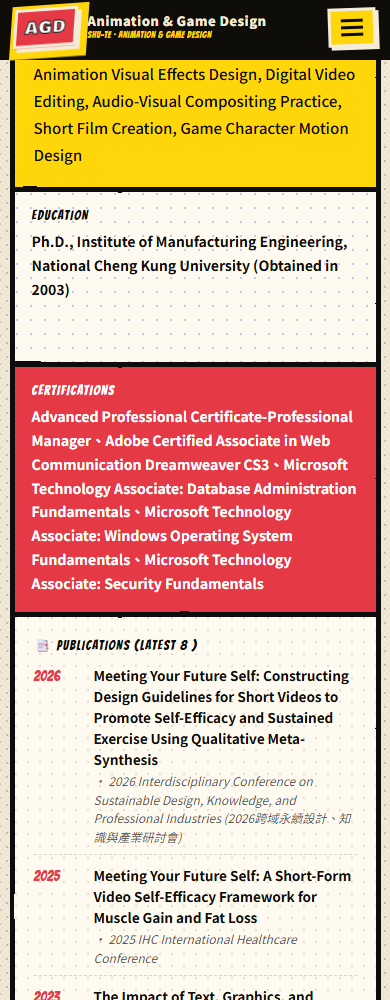 AGD
Animation & Game Design
SHU-TE • ANIMATION & GAME DESIGN
Animation Visual Effects Design, Digital Video
Editing, Audio-Visual Compositing Practice,
Short Film Creation, Game Character Motion
Design
EDUCATION
Ph.D., Institute of Manufacturing Engineering,
National Cheng Kung University (Obtained in
2003)
CERTIFICATIONS
Advanced Professional Certificate-Professional
Manager、Adobe Certified Associate in Web
Communication Dreamweaver CS3、Microsoft
Technology Associate: Database Administration
Fundamentals、Microsoft Technology
Associate: Windows Operating System
Fundamentals、Microsoft Technology
Associate: Security Fundamentals
PUBLICATIONS (LATEST 8 )
2026
Meeting Your Future Self: Constructing
Design Guidelines for Short Videos to
Promote Self-Efficacy and Sustained
Exercise Using Qualitative Meta-
Synthesis
・ 2026 Interdisciplinary Conference on
Sustainable Design, Knowledge, and
Professional Industries (2026跨域永續設計、知
識與產業研討會)
2025
Meeting Your Future Self: A Short-Form
Video Self-Efficacy Framework for
Muscle Gain and Fat Loss
・ 2025 IHC International Healthcare
Conference
2023
The Impact of Text, Graphics, and